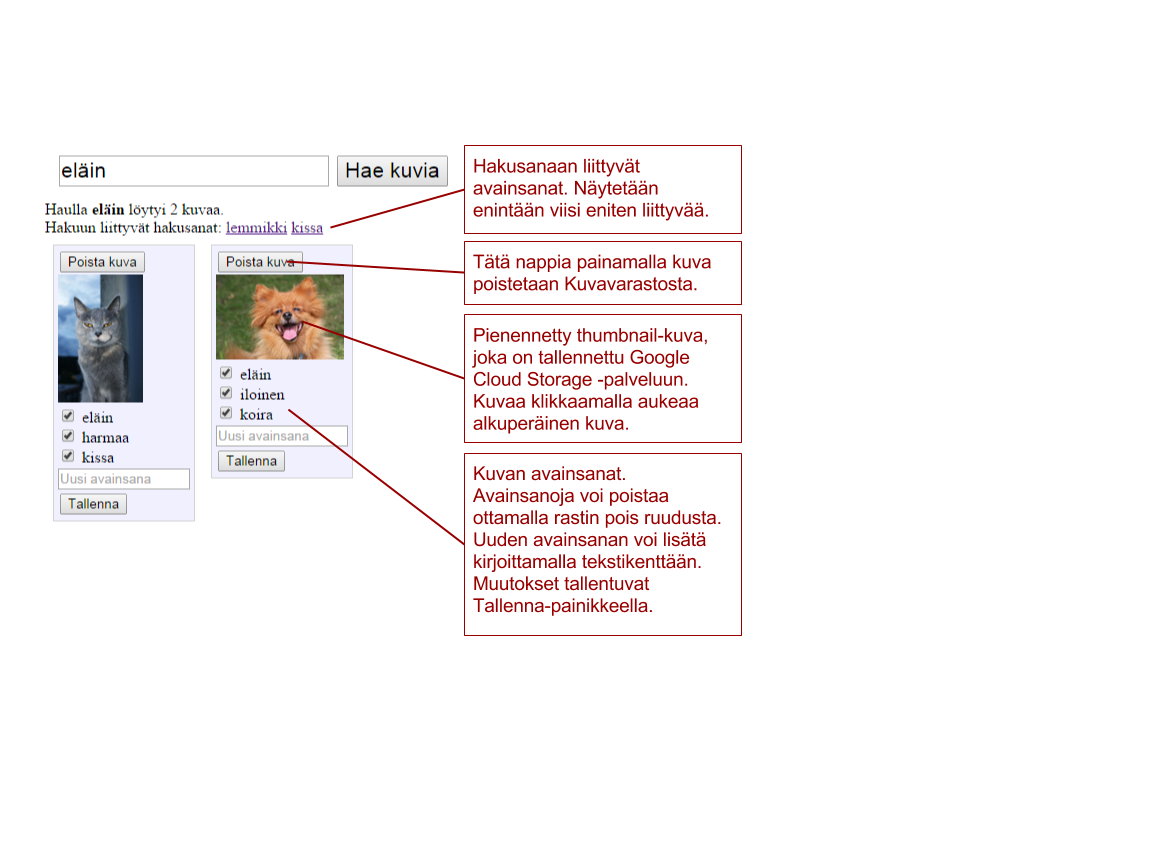 eläin
Hae kuvia
Haulla eläin löytyi 2 kuvaa.
Hakuun liittyvät hakusanat: lemmikki kissa
Poista kuva
eläin
harmaa
kissa
Uusi avainsana
Tallenna
Poista kuva
eläin
iloinen
koira
Uusi avainsana
Tallenna
Hakusanaan liittyvät
avainsanat. Näytetään
enintään viisi eniten liittyvää.
Tätä nappia painamalla kuva
poistetaan Kuvavarastosta.
Pienennetty thumbnail-kuva,
joka on tallennettu Google
Cloud Storage -palveluun.
Kuvaa klikkaamalla aukeaa
alkuperäinen kuva.
Kuvan avainsanat.
Avainsanoja voi poistaa
ottamalla rastin pois ruudusta.
Uuden avainsanan voi lisätä
kirjoittamalla tekstikenttään.
Muutokset tallentuvat
Tallenna-painikkeella.